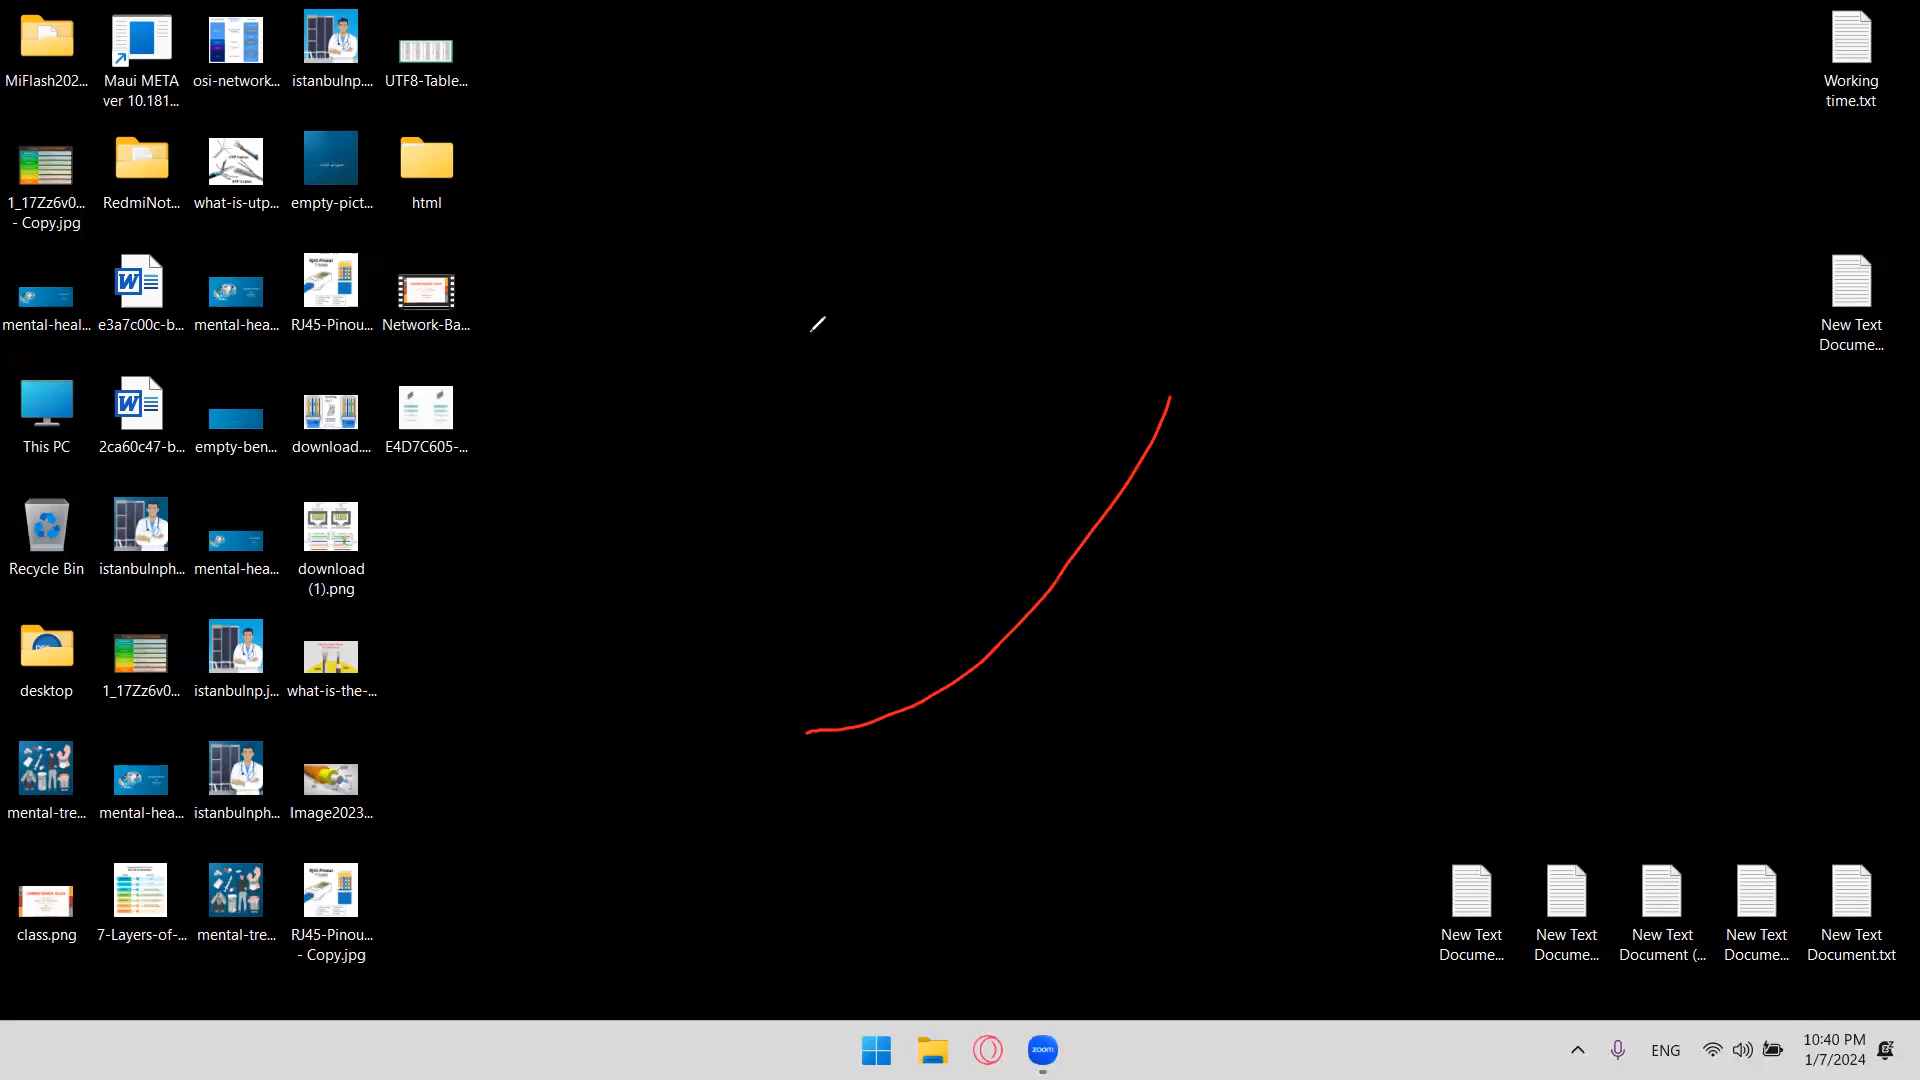 MiFlash202...
Maui META
ver 10.181...
osi-network...
istanbulnp....
UTF8-Table...
Working
time.txt
1_17Zz6v0...
- Copy.jpg
RedmiNot...
what-is-utp...
empty-pict...
html
mental-heal...
e3a7c00c-b...
mental-hea...
RJ45-Pinou...
Network-Ba...
New Text
Docume...
This PC
2ca60c47-b...
empty-ben...
download....
E4D7C605-...
Recycle Bin
istanbulnph...
mental-hea...
download
(1).png
desktop
1_17Zz6v0...
istanbulnp.j...
what-is-the-...
mental-tre...
mental-hea...
istanbulnph...
Image2023...
class.png
7-Layers-of-...
mental-tre...
RJ45-Pinou...
- Copy.jpg
New Text
Docume...
New Text
Docume...
New Text
Document (...
New Text
Docume...
New Text
Document.txt
zoom
ENG
10:40 PM
1/7/2024